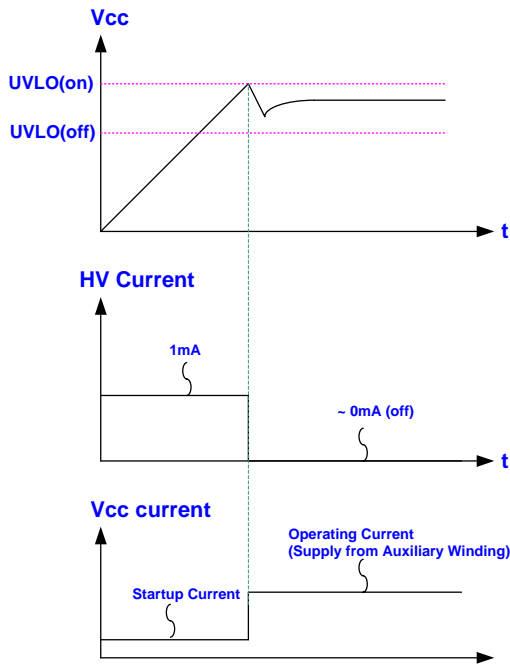 Vcc
UVLO(on)
UVLO(off)
t
HV Current
1mA
~ 0mA (off)
t
Vcc current
Operating Current
(Supply from Auxiliary Winding)
Startup Current